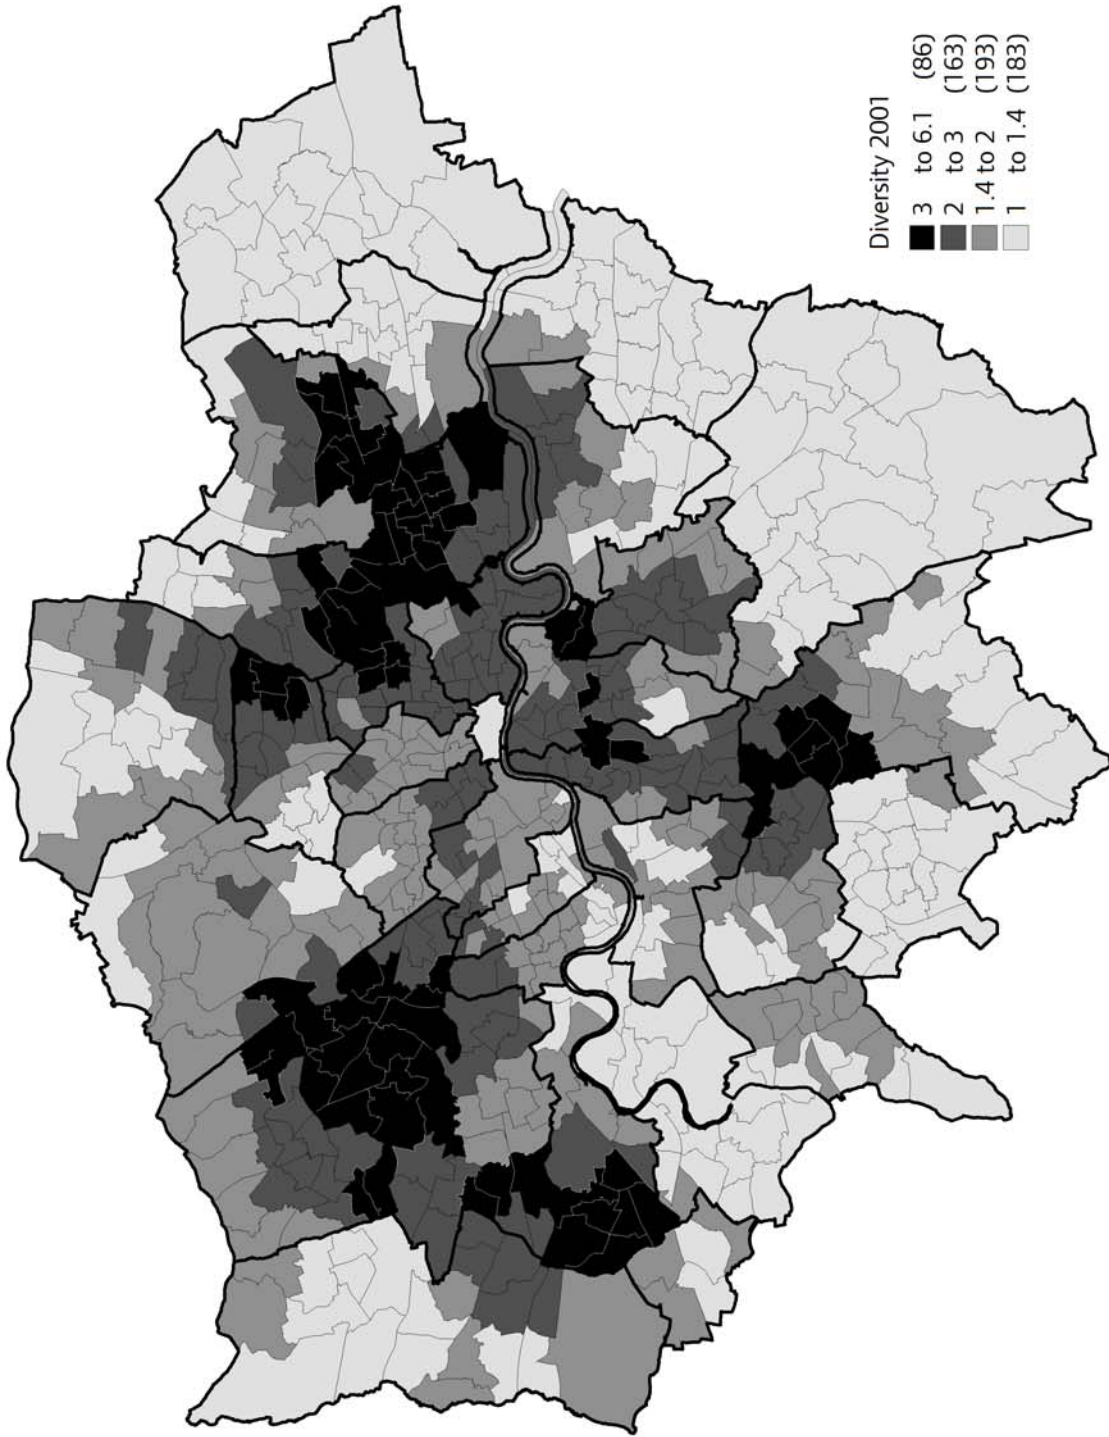 Diversity 2001
3 to 6.1 (86)
2 to 3 (163)
1.4 to 2 (193)
1 to 1.4 (183)